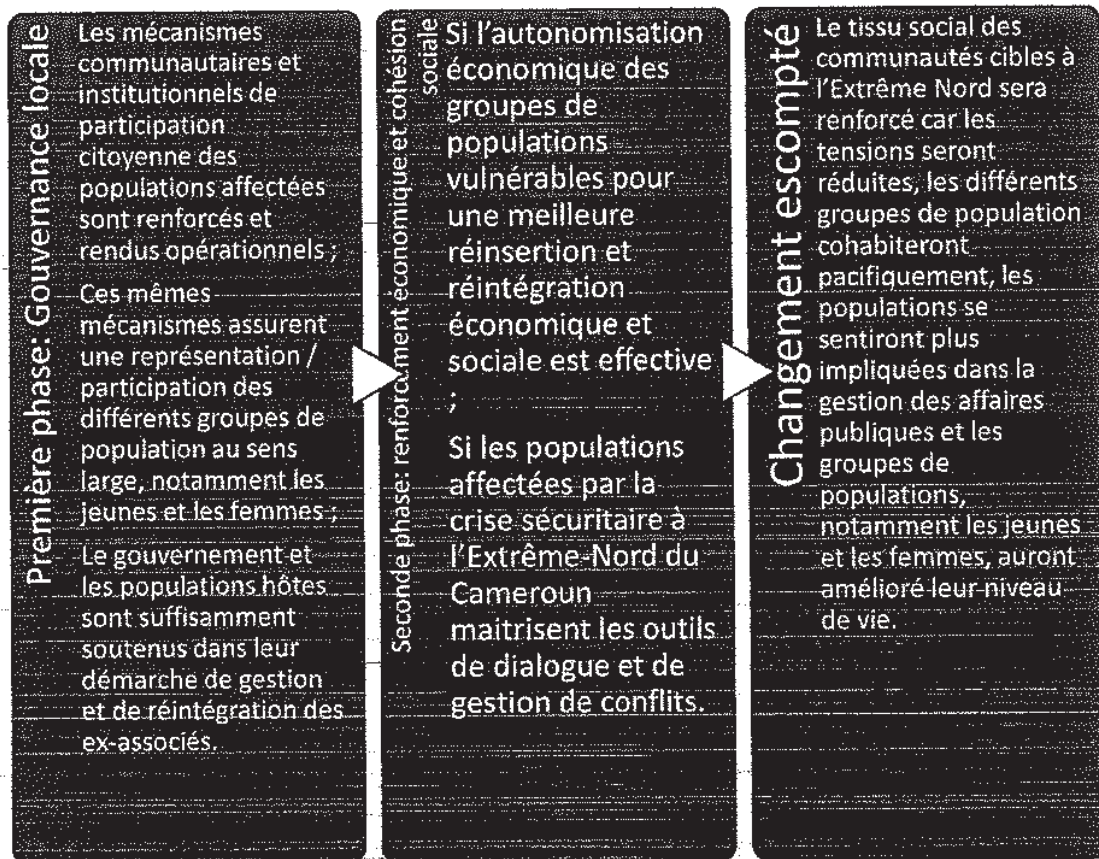 Première phase: Gouvernance locale
Les mécanismes
communautaires et
institutionnels de
participation
citoyenne des
populations affectées
sont renforcés et
rendus opérationnels ;
Ces mêmes
mécanismes assurent
une représentation /
participation des
différents groupes de
population au sens
large, notamment les
jeunes et les femmes ;
Le gouvernement et
les populations hôtes
sont suffisamment
soutenus dans leur
démarche de gestion
et de réintégration des
ex-associés.
Seconde phase: renforcument économique et cohésion
sociale
Si l'autonomisation
économique des
groupes de
populations
vulnérables pour
une meilleure
réinsertion et
réintégration
économique et
sociale est effective
;
Si les populations
affectées par la
crise sécuritaire à
l'Extrême-Nord du
Cameroun
maitrisent les outils
de dialogue et de
gestion de conflits.
Changement escompté
Le tissu social des
communautés cibles à
l'Extrême Nord sera
renforcé car les
tensions seront
réduites, les différents
groupes de population
cohabiteront
pacifiquement, les
populations se
sentiront plus
impliquées dans la
gestion des affaires
publiques et les
groupes de
populations,
notamment les jeunes
et les femmes, auront
amélioré leur niveau
de vie.